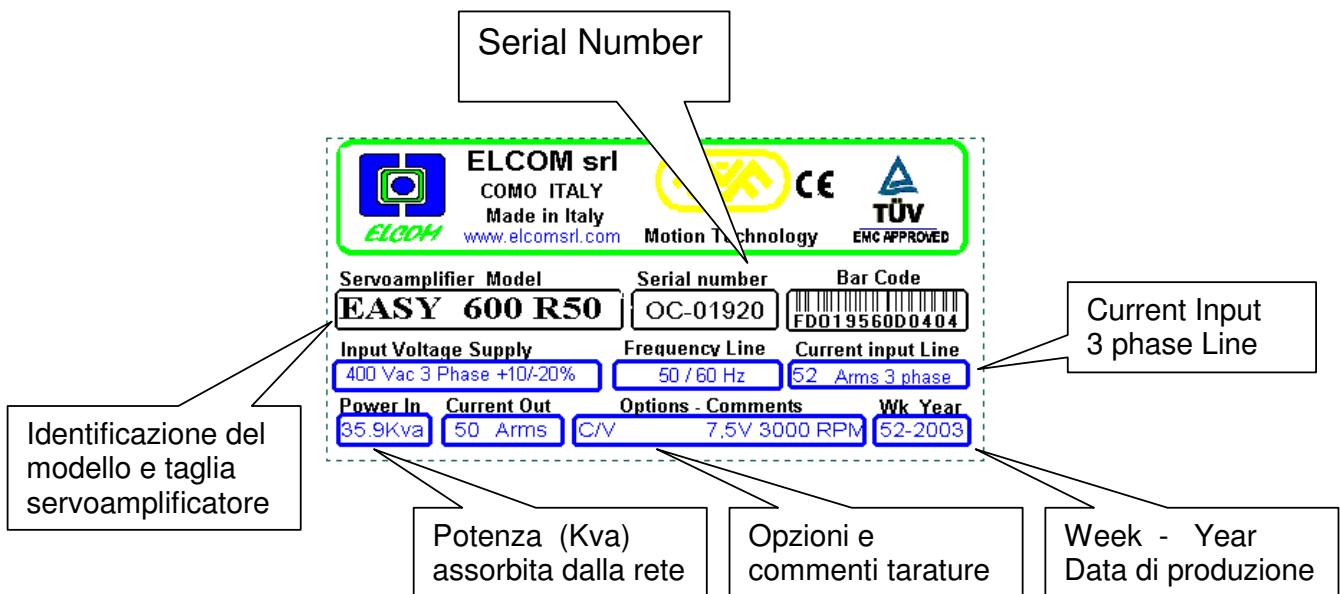 Serial Number
ELCOM srl
COMO ITALY
Made in Italy
www.elcomsrl.com
ELCOM
Motion Technology
CE
TÜV
EMC APPROVED
Servoamplifier Model
Serial number
Bar Code
EASY 600 R50
OC-01920
FD019560D0404
Input Voltage Supply
Frequency Line
Current input Line
400 Vac 3 Phase +10/-20%
50 / 60 Hz
52 Arms 3 phase
Power In
Current Out
Options - Comments
Wk Year
35.9Kva
50 Arms
C/V 7,5V 3000 RPM
52-2003
Current Input
3 phase Line
Identificazione del
modello e taglia
servoamplificatore
Potenza (Kva)
assorbita dalla rete
Opzioni e
commenti tarature
Week - Year
Data di produzione